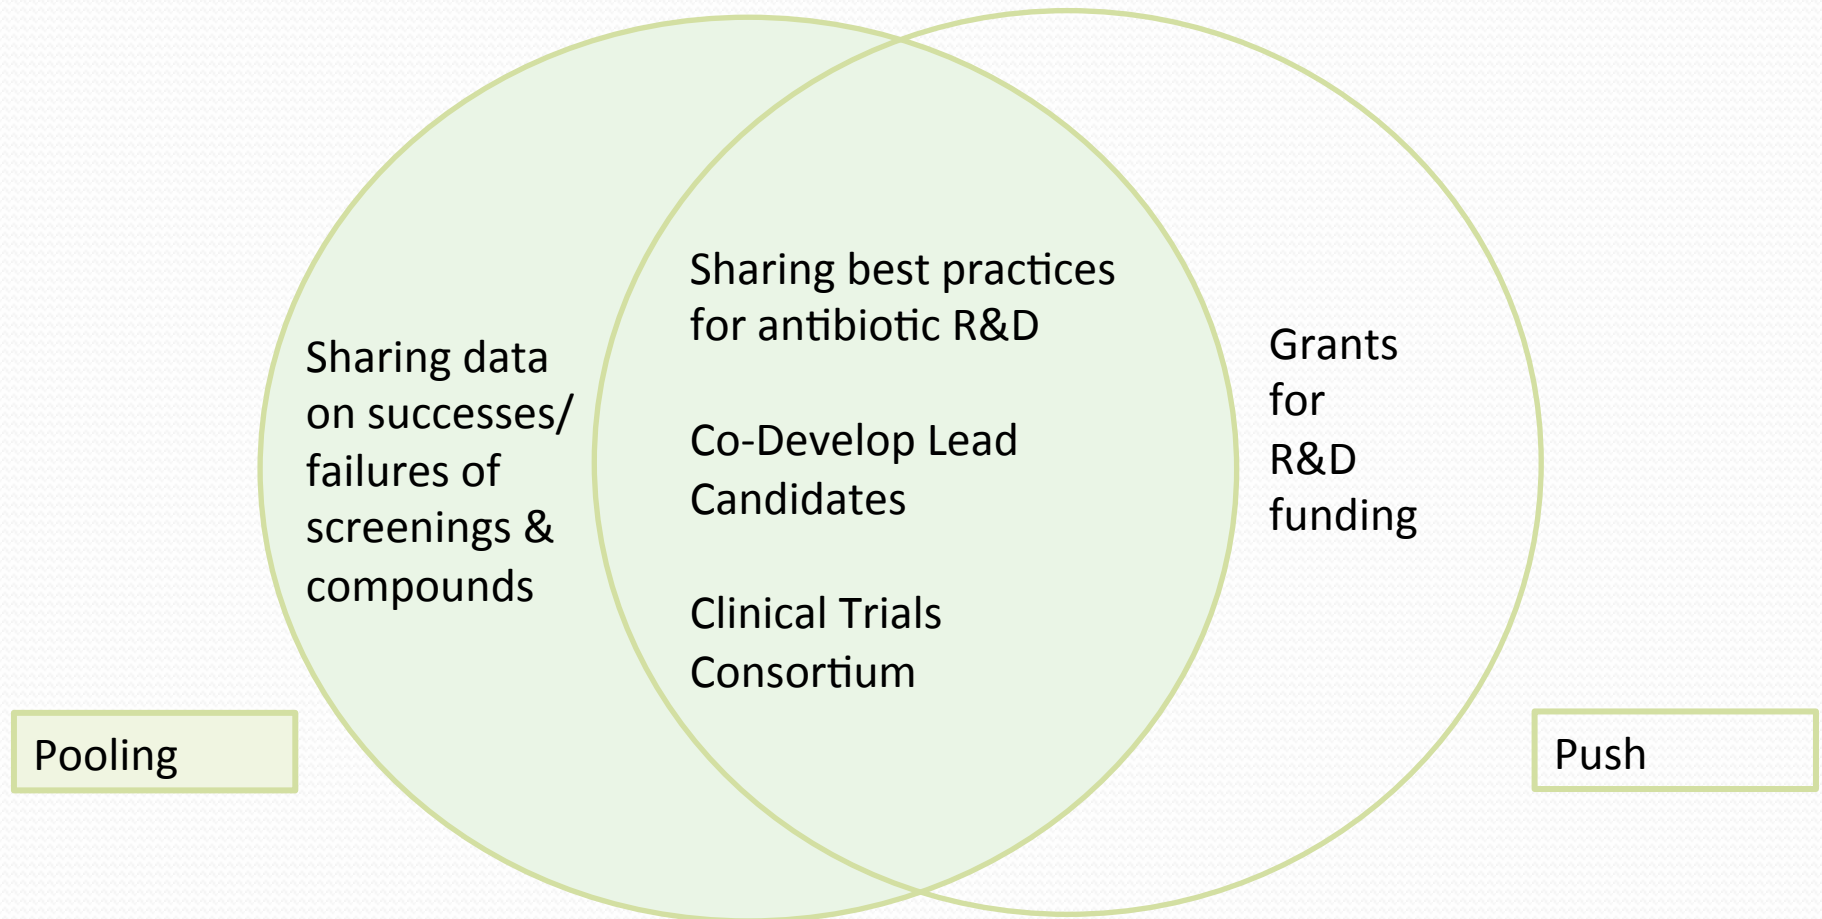 Sharing data
on successes/
failures of
screenings &
compounds
Sharing best practices
for antibiotic R&D
Co-Develop Lead
Candidates
Clinical Trials
Consortium
Grants
for
R&D
funding
Pooling
Push